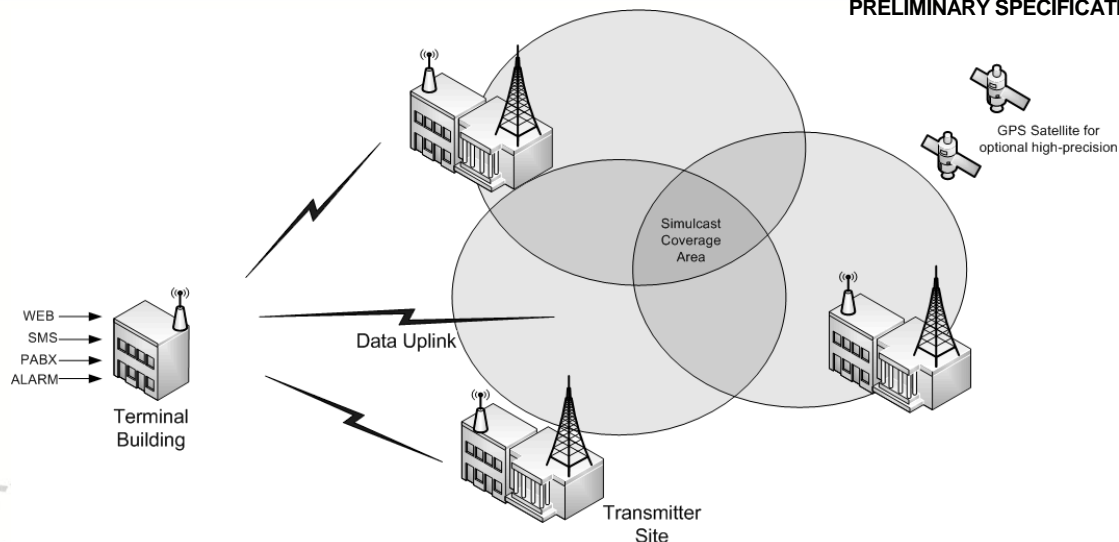 PRELIMINARY SPECIFICAT
GPS Satellite for
optional high-precision
Simulcast
Coverage
Area
WEB
SMS
PABX
ALARM
Data Uplink
Terminal
Building
Transmitter
Site